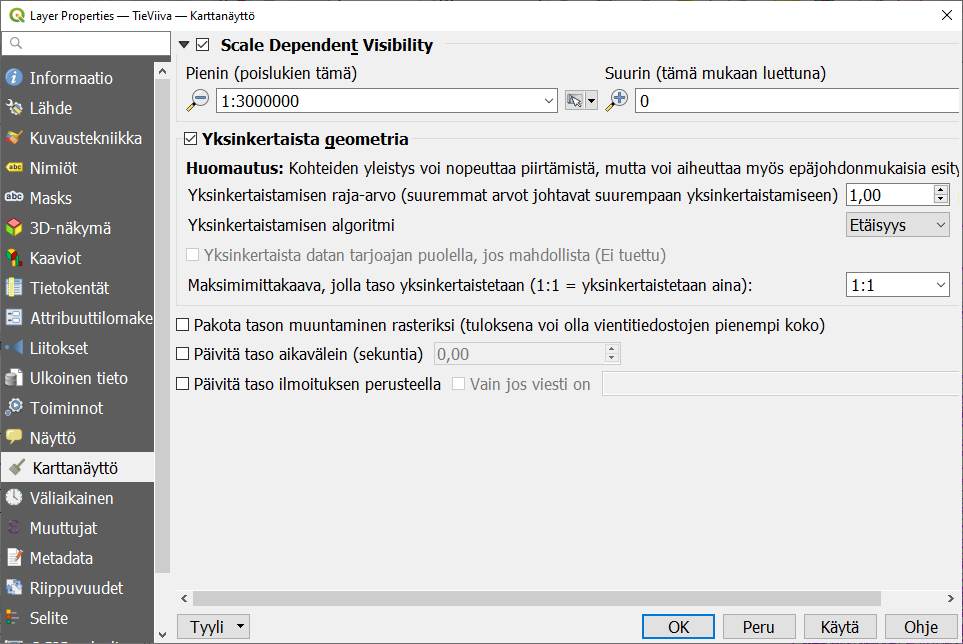 Layer Properties — TieViiva — Karttanäyttö
Informaatio
Lähde
Kuvaustekniikka
abc Nimiöt
abc Masks
3D-näkymä
Kaaviot
Tietokentät
Attribuuttilomake
Liitokset
Ulkoinen tieto
Toiminnot
Näyttö
Karttanäyttö
Väliaikainen
Muuttujat
Metadata
Riippuvuudet
Selite
Scale Dependent Visibility
Pienin (poislukien tämä) Suurin (tämä mukaan luettuna)
1:3000000 0
Yksinkertaista geometria
Huomautus: Kohteiden yleistys voi nopeuttaa piirtämistä, mutta voi aiheuttaa myös epäjohdonmukaisia esity
Yksinkertaistamisen raja-arvo (suuremmat arvot johtavat suurempaan yksinkertaistamiseen) 1,00
Yksinkertaistamisen algoritmi Etäisyys
Yksinkertaista datan tarjoajan puolella, jos mahdollista (Ei tuettu)
Maksimimittakaava, jolla taso yksinkertaistetaan (1:1 = yksinkertaistetaan aina): 1:1
Pakota tason muuntaminen rasteriksi (tuloksena voi olla vientitiedostojen pienempi koko)
Päivitä taso aikavälein (sekuntia) 0,00
Päivitä taso ilmoituksen perusteella Vain jos viesti on
Tyyli OK Peru Käytä Ohje